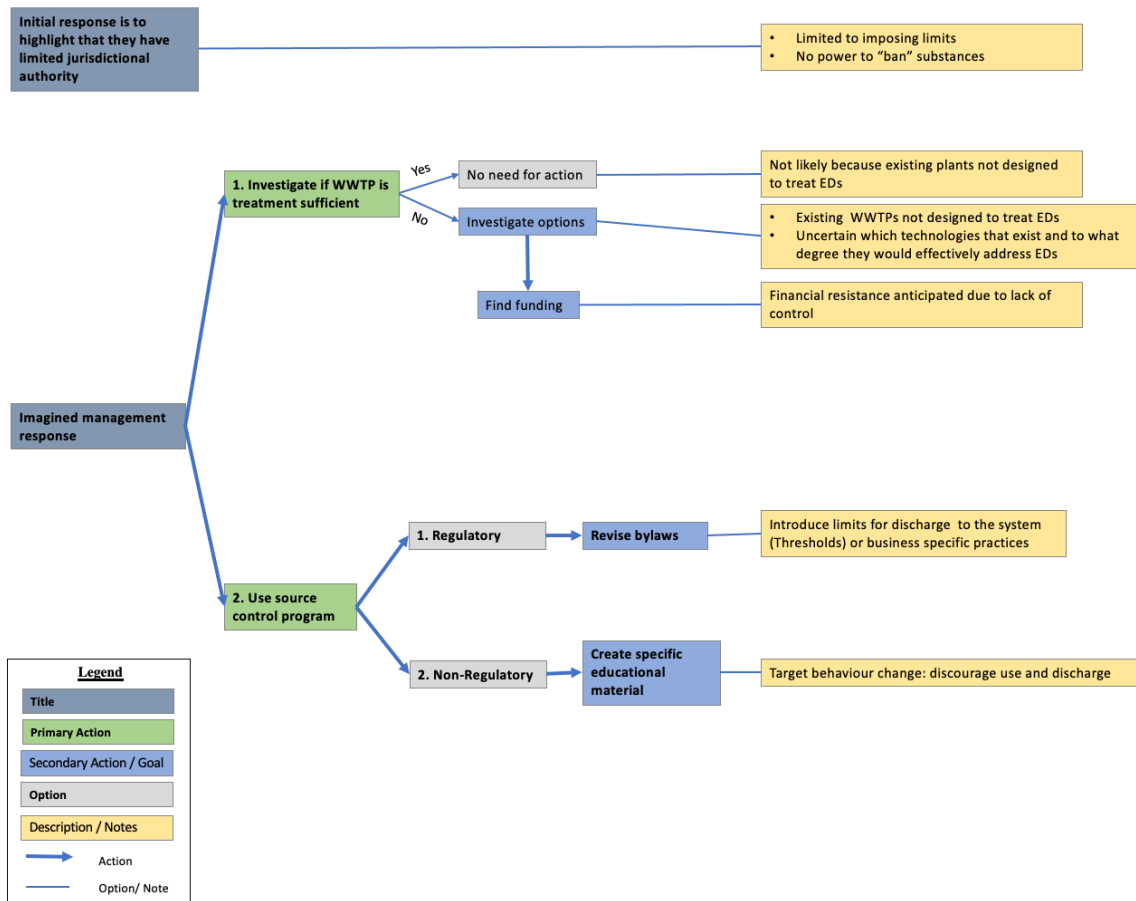 Initial response is to
highlight that they have
limited jurisdictional
authority
• Limited to imposing limits
• No power to “ban” substances
1. Investigate if WWTP is
treatment sufficient
Yes
No
No need for action
Not likely because existing plants not designed
to treat EDs
Investigate options
• Existing WWTPs not designed to treat EDs
• Uncertain which technologies that exist and to what
degree they would effectively address EDs
Find funding
Financial resistance anticipated due to lack of
control
Imagined management
response
2. Use source
control program
1. Regulatory
Revise bylaws
Introduce limits for discharge to the system
(Thresholds) or business specific practices
2. Non-Regulatory
Create specific
educational
material
Target behaviour change: discourage use and discharge
Legend
Title
Primary Action
Secondary Action / Goal
Option
Description / Notes
Action
Option/ Note